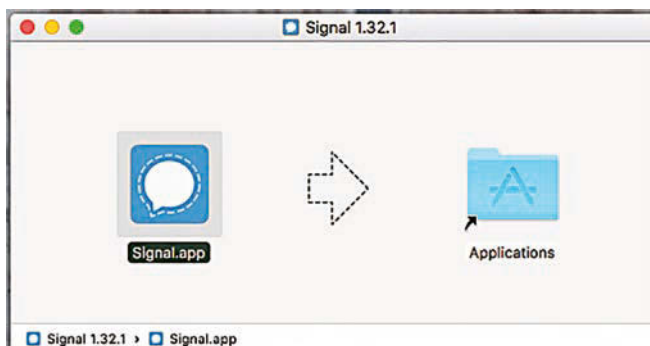 Signal 1.32.1
Signal.app
Applications
Signal 1.32.1 › Signal.app